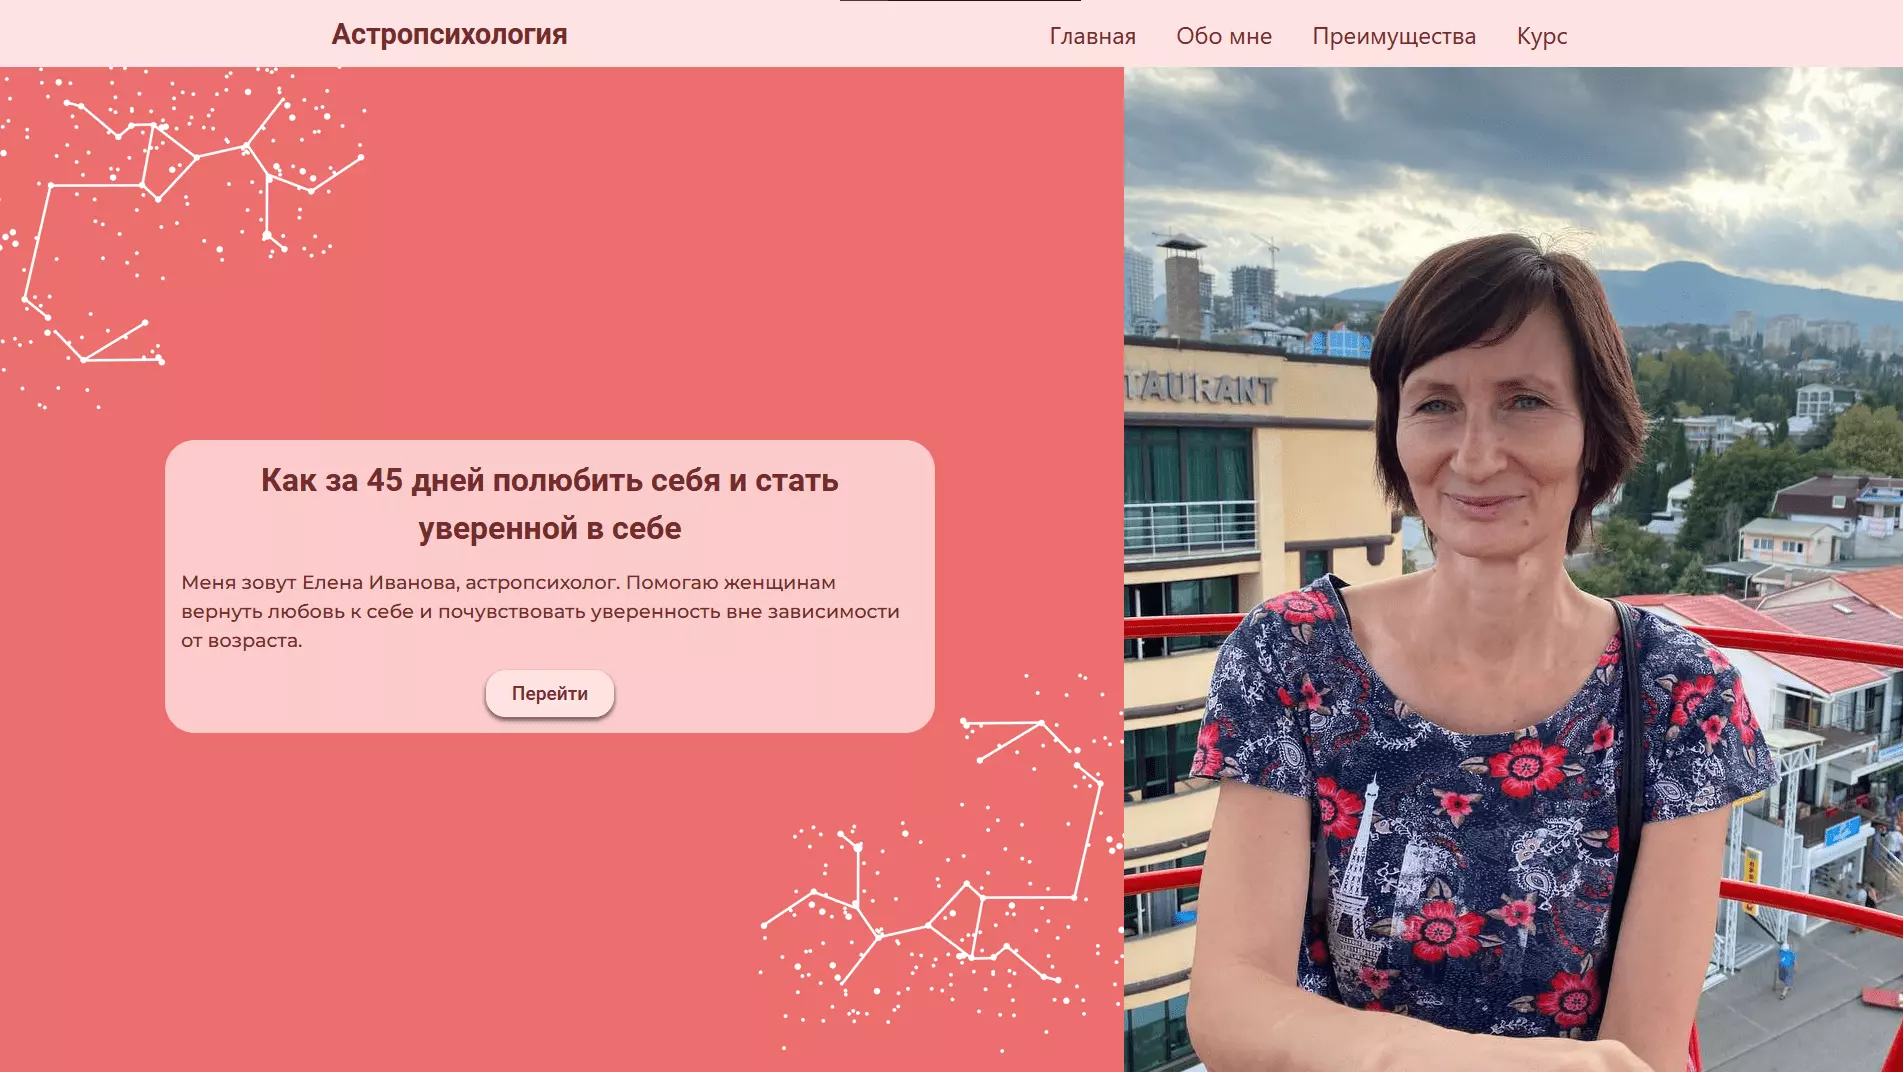 Астропсихология
Главная
Обо мне
Преимущества
Курс
Как за 45 дней полюбить себя и стать
уверенной в себе
Меня зовут Елена Иванова, астропсихолог. Помогаю женщинам
вернуть любовь к себе и почувствовать уверенность вне зависимости
от возраста.
Перейти
TAURANT